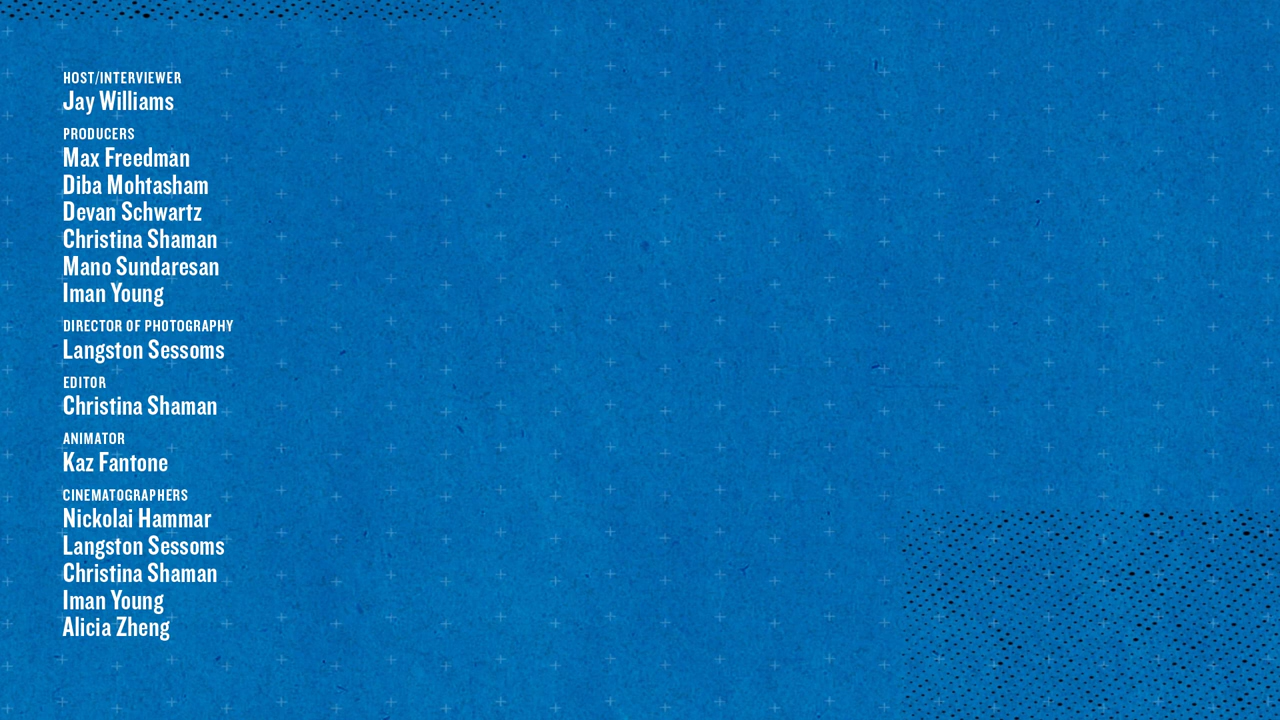 HOST/INTERVIEWER
Jay Williams
PRODUCERS
Max Freedman
Diba Mohtasham
Devan Schwartz
Christina Shaman
Mano Sundaresan
Iman Young
DIRECTOR OF PHOTOGRAPHY
Langston Sessoms
EDITOR
Christina Shaman
ANIMATOR
Kaz Fantone
CINEMATOGRAPHERS
Nickolai Hammar
Langston Sessoms
Christina Shaman
Iman Young
Alicia Zheng